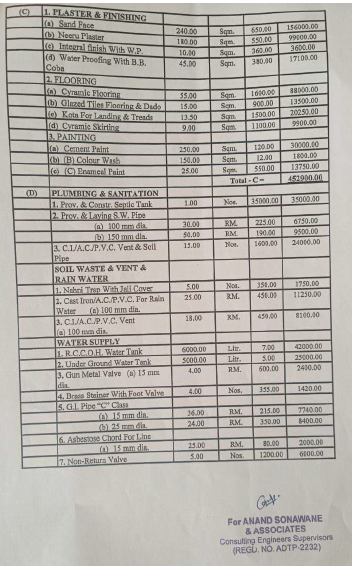 (C) 1. PLASTER & FINISHING
(a) Sand Face 240.00 Sqm. 650.00 156000.00
(b) Neeru Plaster 180.00 Sqm. 550.00 99000.00
(c) Integral finish With W.P. 10.00 Sqm. 360.00 3600.00
(d) Water Proofing With B.B. 45.00 Sqm. 380.00 17100.00
Coba
2. FLOORING
(a) Cyramic Flooring 55.00 Sqm. 1600.00 88000.00
(b) Glazed Tiles Flooring & Dado 15.00 Sqm. 900.00 13500.00
(c) Kota For Landing & Treads 13.50 Sqm. 1500.00 20250.00
(d) Cyramic Skirting 9.00 Sqm. 1100.00 9900.00
3. PAINTING
(a) Cement Paint 250.00 Sqm. 120.00 30000.00
(b) (B) Colour Wash 150.00 Sqm. 12.00 1800.00
(c) (C) Enameal Paint 25.00 Sqm. 550.00 13750.00
Total - C = 452900.00
(D) PLUMBING & SANITATION
1. Prov. & Constr. Septic Tank 1.00 Nos. 35000.00 35000.00
2. Prov. & Laying S.W. Pipe
(a) 100 mm dia. 30.00 RM. 225.00 6750.00
(b) 150 mm dia. 50.00 RM. 190.00 9500.00
3. C.I./A.C./P.V.C. Vent & Soil 15.00 Nos. 1600.00 24000.00
Pipe
SOIL WASTE & VENT &
RAIN WATER
1. Nahni Trap With Jali Cover 5.00 Nos. 350.00 1750.00
2. Cast Iron/A.C./P.V.C. For Rain 25.00 RM. 450.00 11250.00
Water (a) 100 mm dia.
3. C.I./A.C./P.V.C. Vent 18.00 RM. 450.00 8100.00
(a) 100 mm dia.
WATER SUPPLY
1. R.C.C.O.H. Water Tank 6000.00 Litr. 7.00 42000.00
2. Under Ground Water Tank 5000.00 Litr. 5.00 25000.00
3. Gun Metal Valve (a) 15 mm 4.00 RM. 600.00 2400.00
dia.
4. Brass Stainer With Foot Valve 4.00 Nos. 355.00 1420.00
5. G.I. Pipe "C" Class
(a) 15 mm dia. 36.00 RM. 215.00 7740.00
(b) 25 mm dia. 24.00 RM. 350.00 8400.00
6. Asbestose Chord For Line
(a) 15 mm dia. 25.00 RM. 80.00 2000.00
7. Non-Return Valve 5.00 Nos. 1200.00 6000.00
For ANAND SONAWANE
& ASSOCIATES
Consulting Engineers Supervisors
(REGD. NO. ADTP-2232)